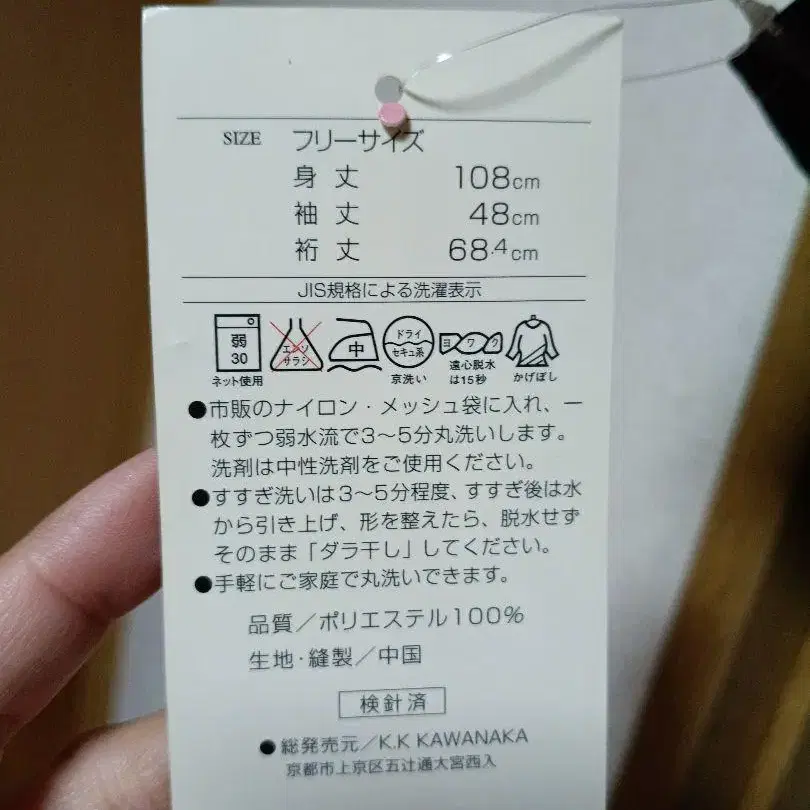 SIZE フリーサイズ
身丈 108cm
袖丈 48cm
裄丈 68.4cm
JIS規格による洗濯表示
弱
30
ネット使用
エンソ
サラシ
中
ドライ
セキユ系
京洗い
ヨワク
遠心脱水
は15秒
かげぼし
●市販のナイロン・メッシュ袋に入れ、一
枚ずつ弱水流で3〜5分丸洗いします。
洗剤は中性洗剤をご使用ください。
●すすぎ洗いは3〜5分程度、すすぎ後は水
から引き上げ、形を整えたら、脱水せず
そのまま「ダラ干し」してください。
●手軽にご家庭で丸洗いできます。
品質/ポリエステル100%
生地・縫製/中国
検針済
●総発売元/K.K KAWANAKA
京都市上京区五辻通大宮西入